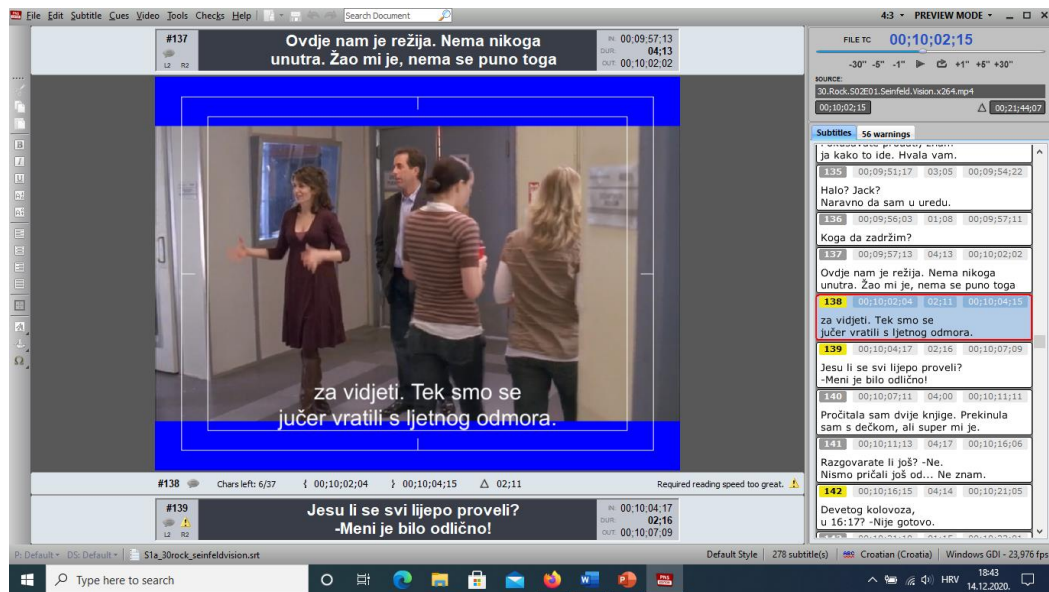 File Edit Subtitle Cues Video Tools Checks Help Search Document 4:3 PREVIEW MODE
#137
L2 R2
Ovdje nam je režija. Nema nikoga
unutra. Žao mi je, nema se puno toga
IN: 00;09;57;13
DUR: 04;13
OUT: 00;10;02;02
za vidjeti. Tek smo se
jučer vratili s ljetnog odmora.
#138 Chars left: 6/37 { 00;10;02;04 } 00;10;04;15 Δ 02;11 Required reading speed too great.
#139
L2 R2
Jesu li se svi lijepo proveli?
-Meni je bilo odlično!
IN: 00;10;04;17
DUR: 02;16
OUT: 00;10;07;09
FILE TC 00;10;02;15
-30" -5" -1" +1" +5" +30"
SOURCE:
30.Rock.S02E01.Seinfeld.Vision.x264.mp4
00;10;02;15 Δ 00;21;44;07
Subtitles 56 warnings
ja kako to ide. Hvala vam.
135 00;09;51;17 03;05 00;09;54;22
Halo? Jack?
Naravno da sam u uredu.
136 00;09;56;03 01;08 00;09;57;11
Koga da zadržim?
137 00;09;57;13 04;13 00;10;02;02
Ovdje nam je režija. Nema nikoga
unutra. Žao mi je, nema se puno toga
138 00;10;02;04 02;11 00;10;04;15
za vidjeti. Tek smo se
jučer vratili s ljetnog odmora.
139 00;10;04;17 02;16 00;10;07;09
Jesu li se svi lijepo proveli?
-Meni je bilo odlično!
140 00;10;07;11 04;00 00;10;11;11
Pročitala sam dvije knjige. Prekinula
sam s dečkom, ali super mi je.
141 00;10;11;13 04;17 00;10;16;06
Razgovarate li još? -Ne.
Nismo pričali još od... Ne znam.
142 00;10;16;15 04;14 00;10;21;05
Devetog kolovoza,
u 16:17? -Nije gotovo.
P: Default DS: Default S1a_30rock_seinfeldvision.srt Default Style 278 subtitle(s) Croatian (Croatia) Windows GDI - 23,976 fps
Type here to search HRV 18:43
14.12.2020.